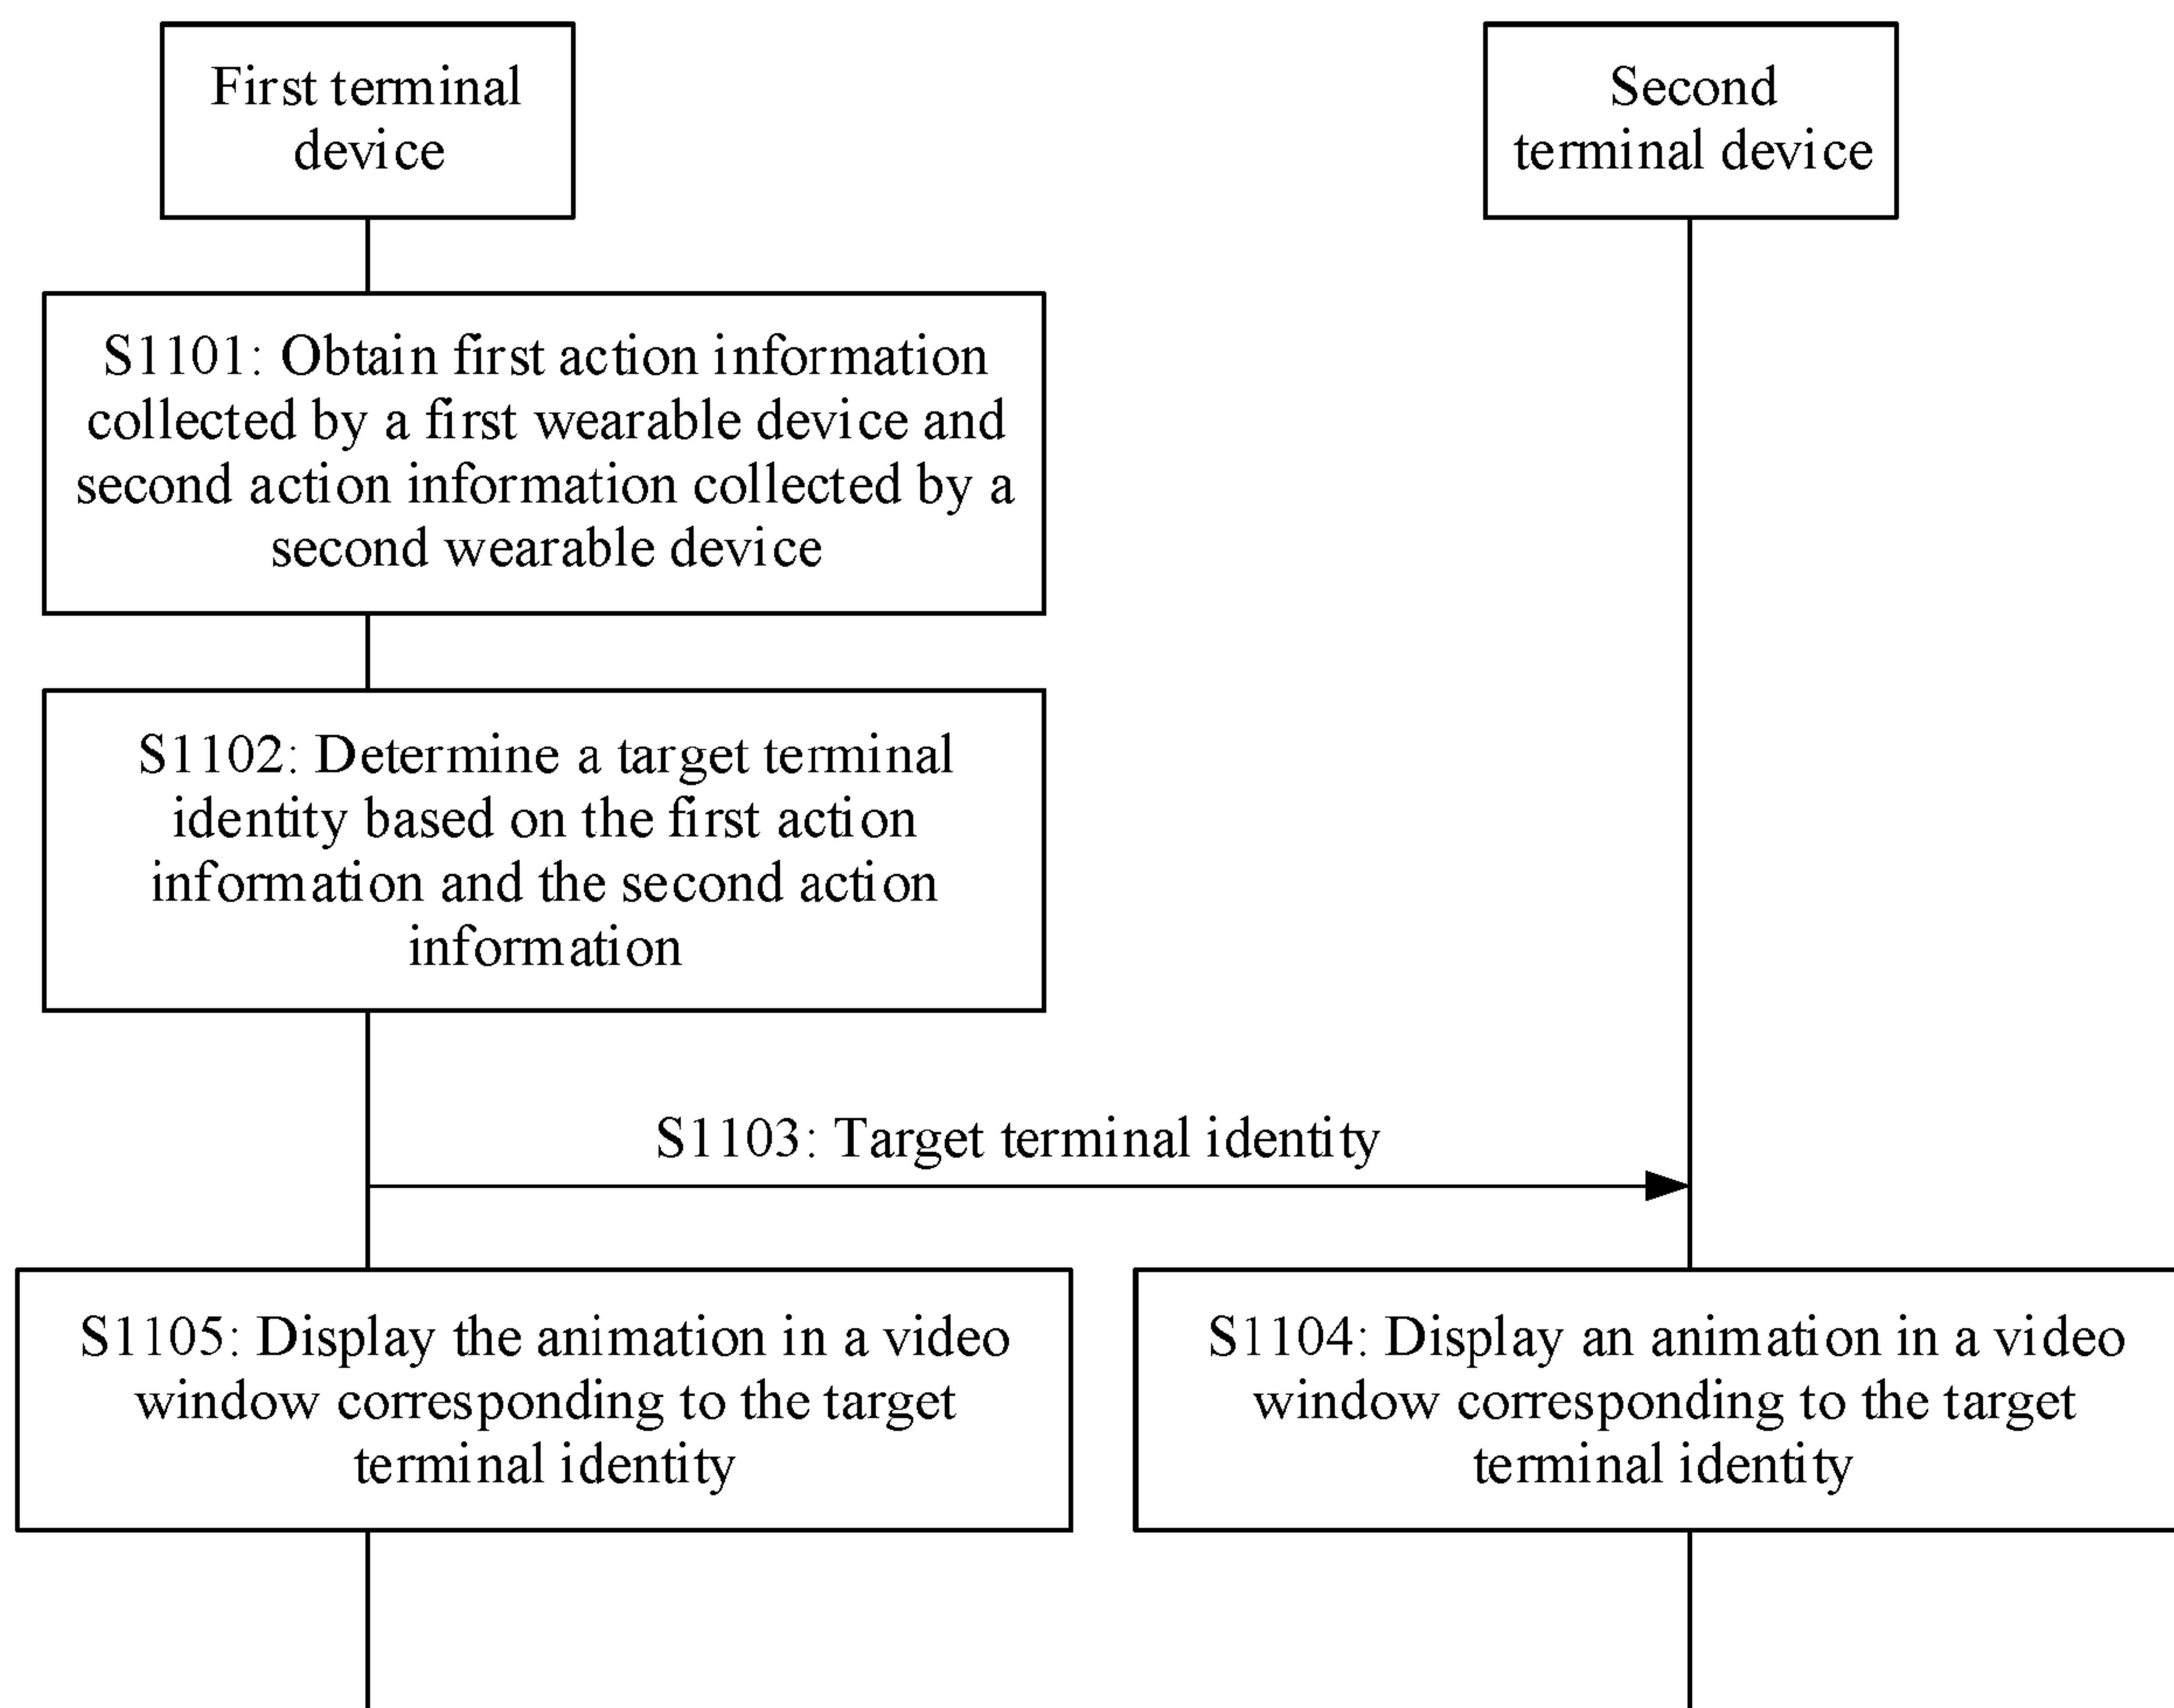 First terminal
device
Second
terminal device
S1101: Obtain first action information
collected by a first wearable device and
second action information collected by a
second wearable device
S1102: Determine a target terminal
identity based on the first action
information and the second action
information
S1103: Target terminal identity
S1105: Display the animation in a video
window corresponding to the target
terminal identity
S1104: Display an animation in a video
window corresponding to the target
terminal identity